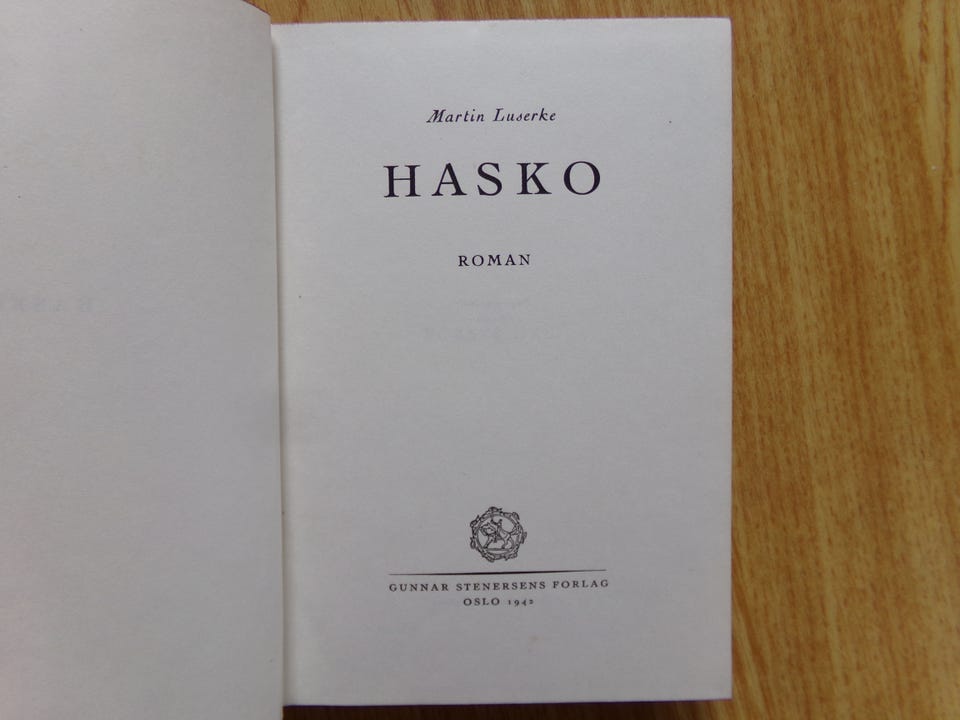 Martin Luserke
HASKO
ROMAN
GUNNAR STENERSENS FORLAG
OSLO 1942